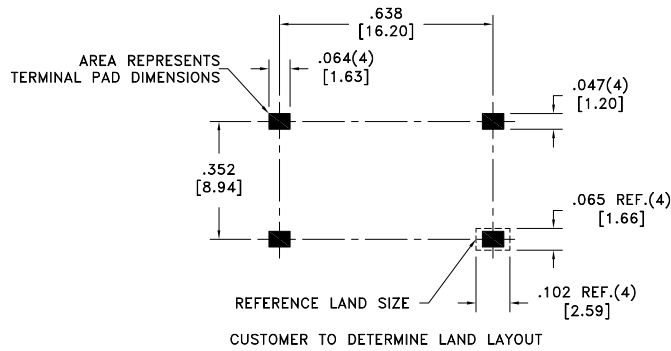 .638
[16.20]
AREA REPRESENTS
TERMINAL PAD DIMENSIONS
.064(4)
[1.63]
.047(4)
[1.20]
.352
[8.94]
.065 REF.(4)
[1.66]
REFERENCE LAND SIZE
.102 REF.(4)
[2.59]
CUSTOMER TO DETERMINE LAND LAYOUT